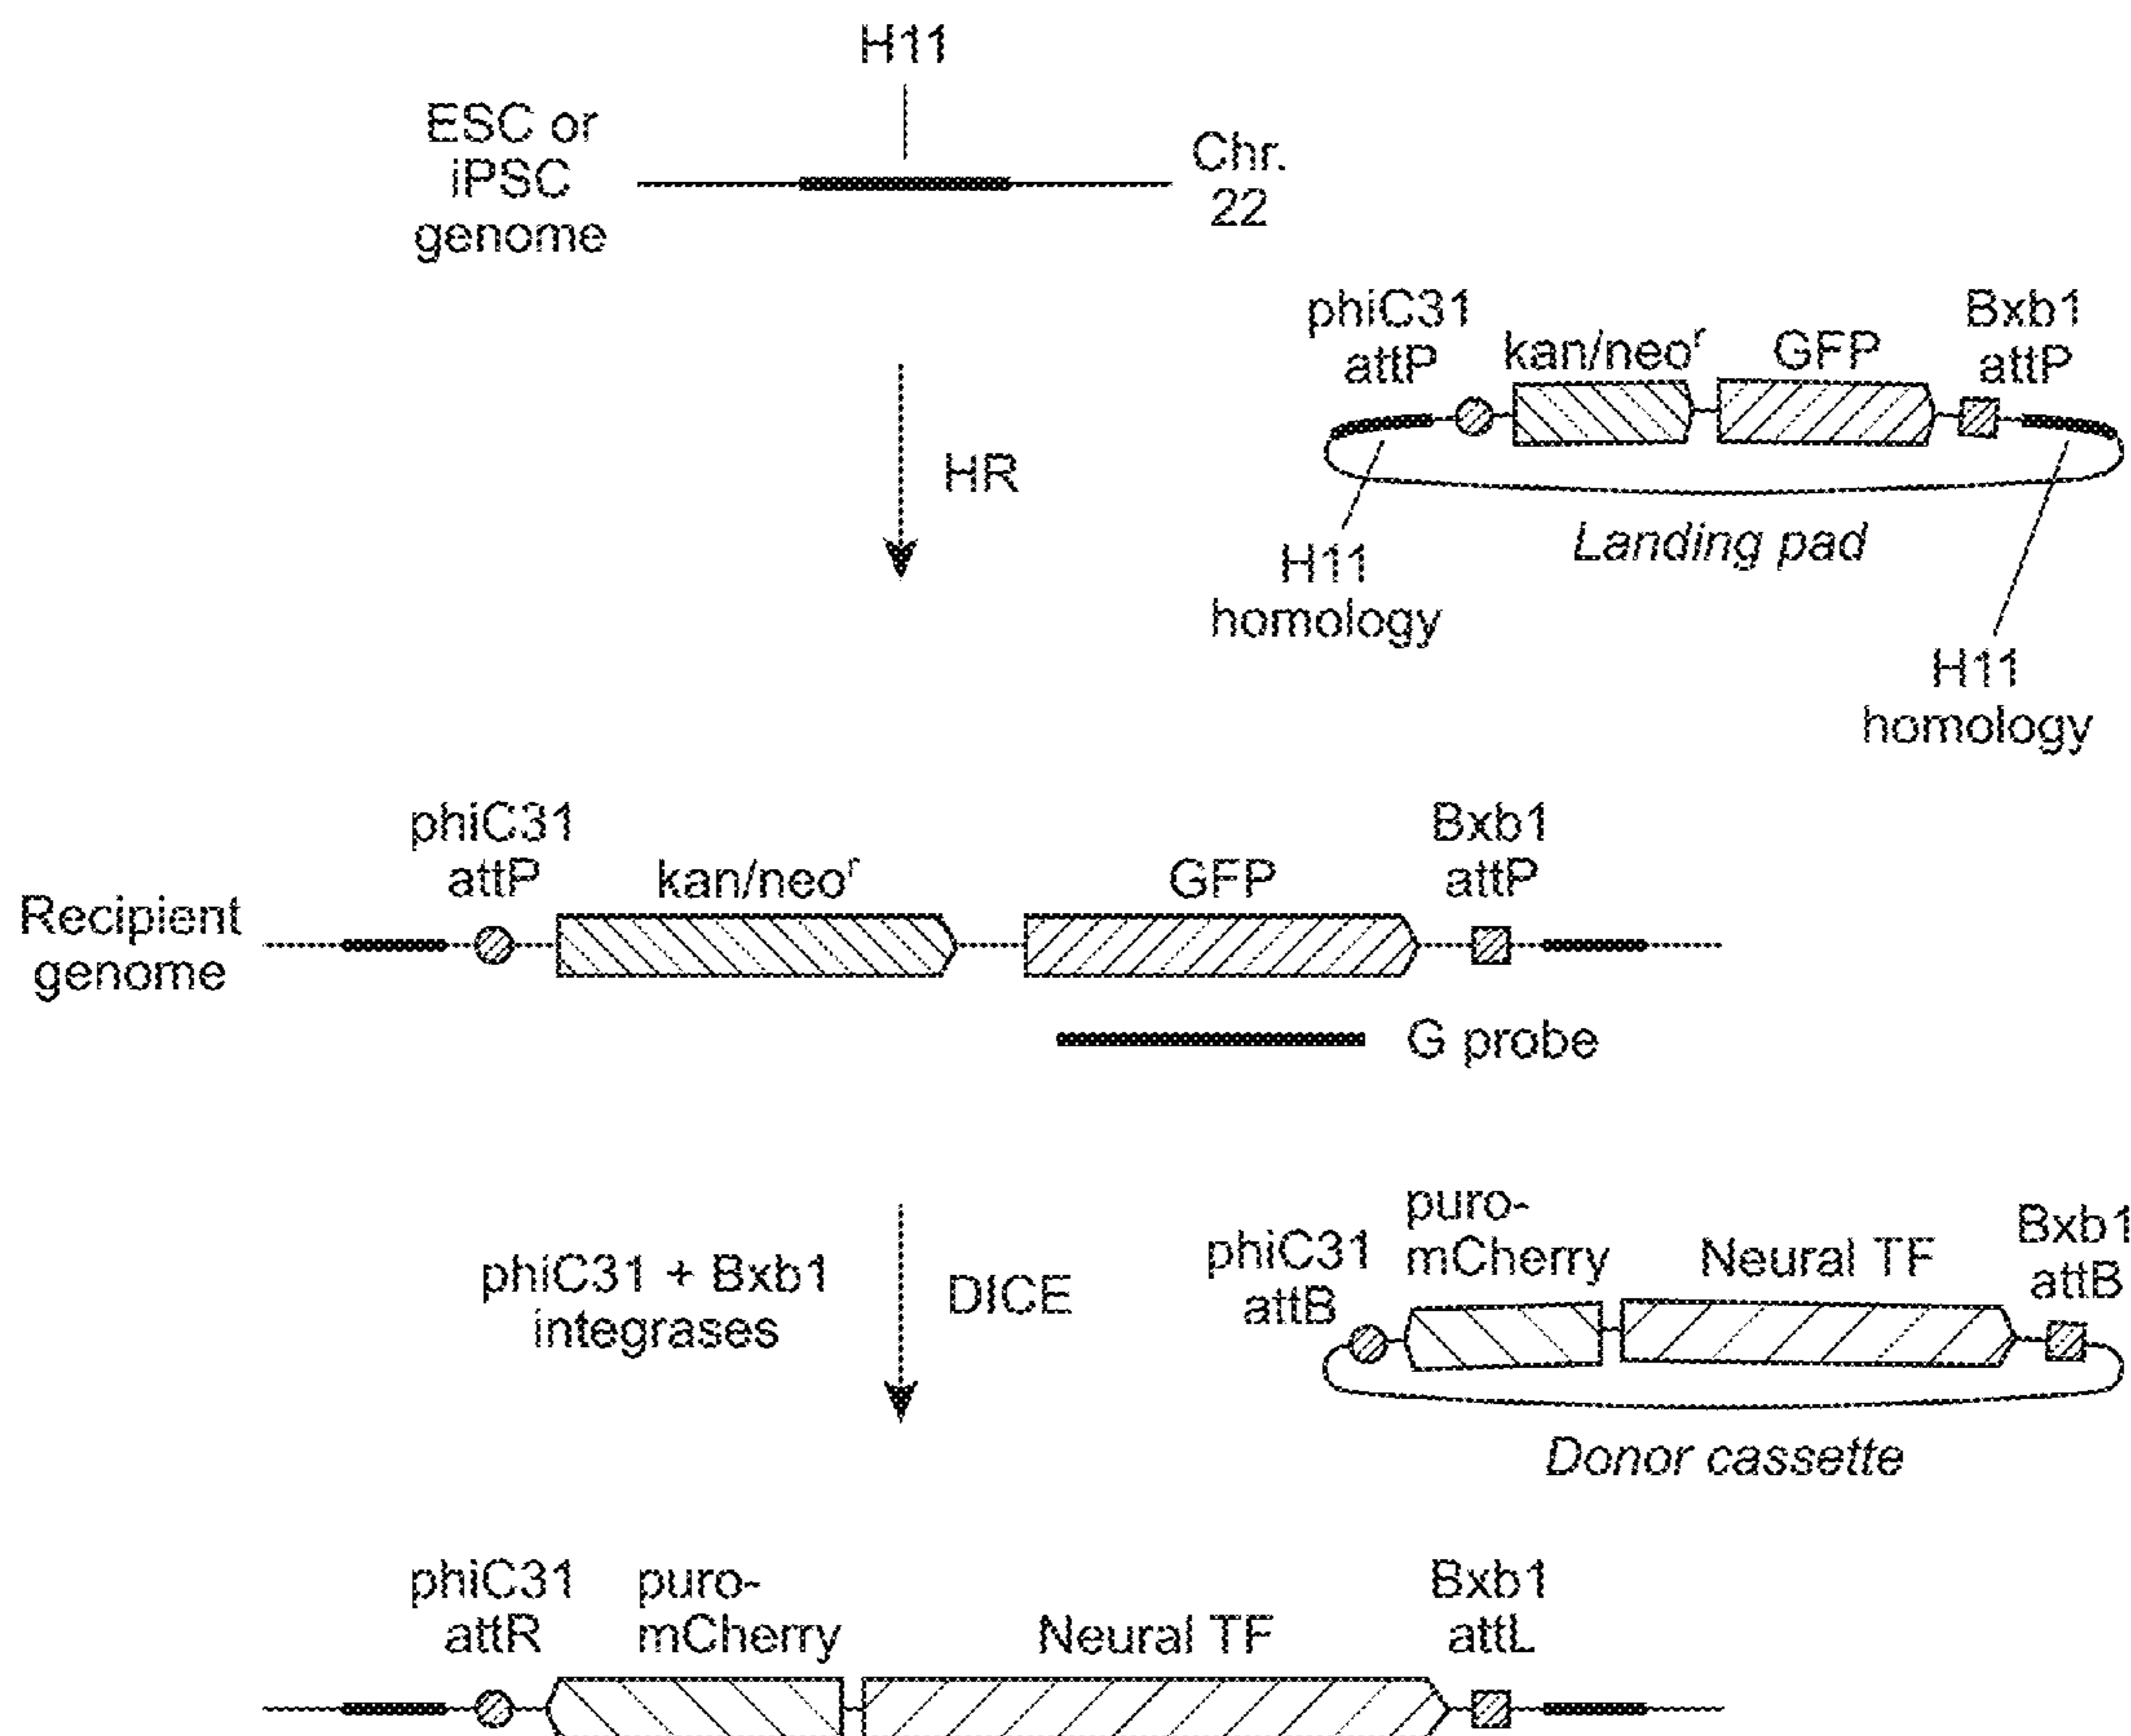 H11
ESC or
iPSC
genome
Chr.
22
phiC31
attP
kan/neoʳ
GFP
Bxb1
attP
HR
Landing pad
H11
homology
H11
homology
phiC31
attP
kan/neoʳ
GFP
Bxb1
attP
Recipient
genome
G probe
phiC31 + Bxb1
integrases
DICE
phiC31
attB
puro-
mCherry
Neural TF
Bxb1
attB
Donor cassette
phiC31
attR
puro-
mCherry
Neural TF
Bxb1
attL